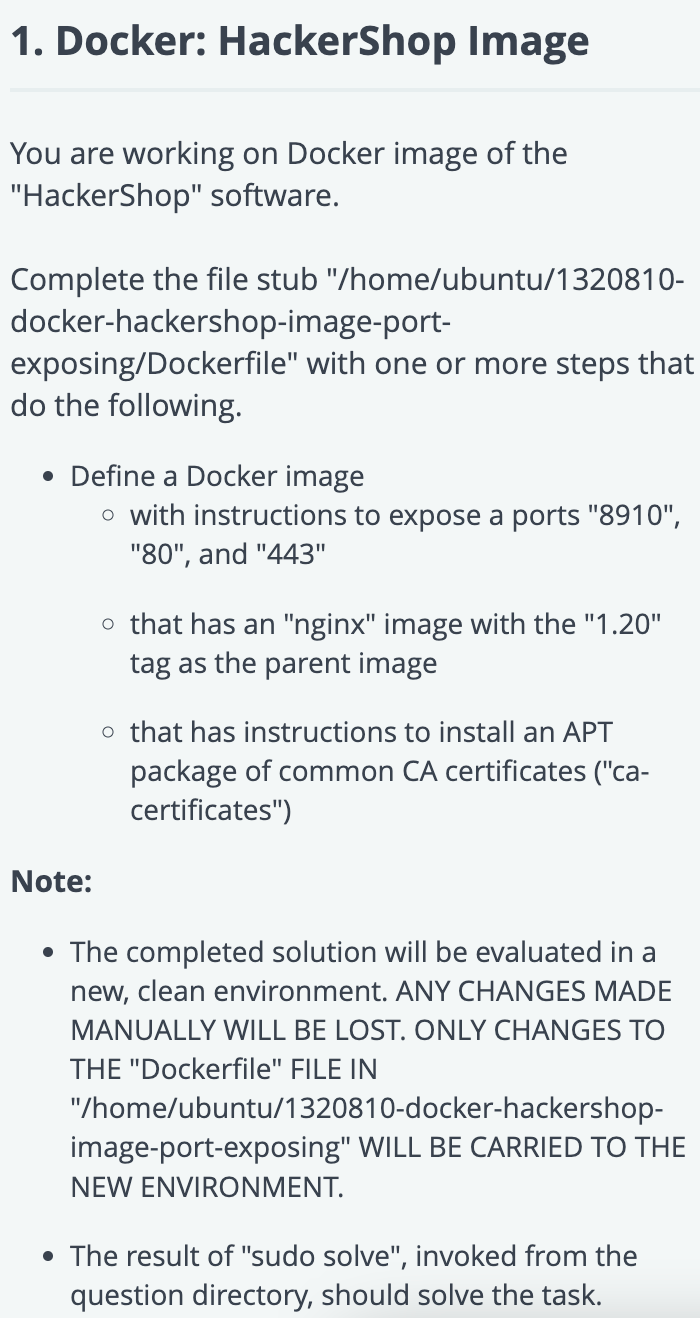 1. Docker: HackerShop Image
You are working on Docker image of the
"HackerShop" software.
Complete the file stub "/home/ubuntu/1320810-
docker-hackershop-image-port-
exposing/Dockerfile" with one or more steps that
do the following.
• Define a Docker image
○ with instructions to expose a ports "8910",
"80", and "443"
○ that has an "nginx" image with the "1.20"
tag as the parent image
○ that has instructions to install an APT
package of common CA certificates ("ca-
certificates")
Note:
• The completed solution will be evaluated in a
new, clean environment. ANY CHANGES MADE
MANUALLY WILL BE LOST. ONLY CHANGES TO
THE "Dockerfile" FILE IN
"/home/ubuntu/1320810-docker-hackershop-
image-port-exposing" WILL BE CARRIED TO THE
NEW ENVIRONMENT.
• The result of "sudo solve", invoked from the
question directory, should solve the task.